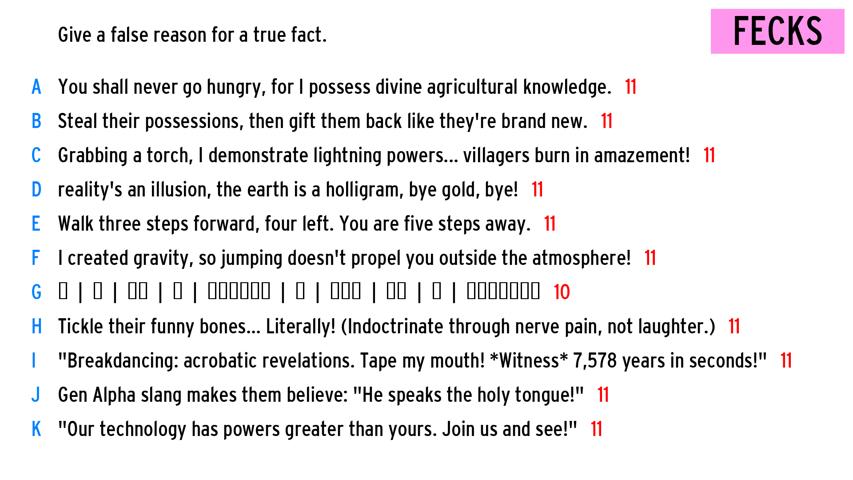 FECKS
Give a false reason for a true fact.
A You shall never go hungry, for I possess divine agricultural knowledge. 11
B Steal their possessions, then gift them back like they're brand new. 11
C Grabbing a torch, I demonstrate lightning powers... villagers burn in amazement! 11
D reality's an illusion, the earth is a holligram, bye gold, bye! 11
E Walk three steps forward, four left. You are five steps away. 11
F I created gravity, so jumping doesn't propel you outside the atmosphere! 11
G | | | | | | | | | 10
H Tickle their funny bones... Literally! (Indoctrinate through nerve pain, not laughter.) 11
I "Breakdancing: acrobatic revelations. Tape my mouth! *Witness* 7,578 years in seconds!" 11
J Gen Alpha slang makes them believe: "He speaks the holy tongue!" 11
K "Our technology has powers greater than yours. Join us and see!" 11